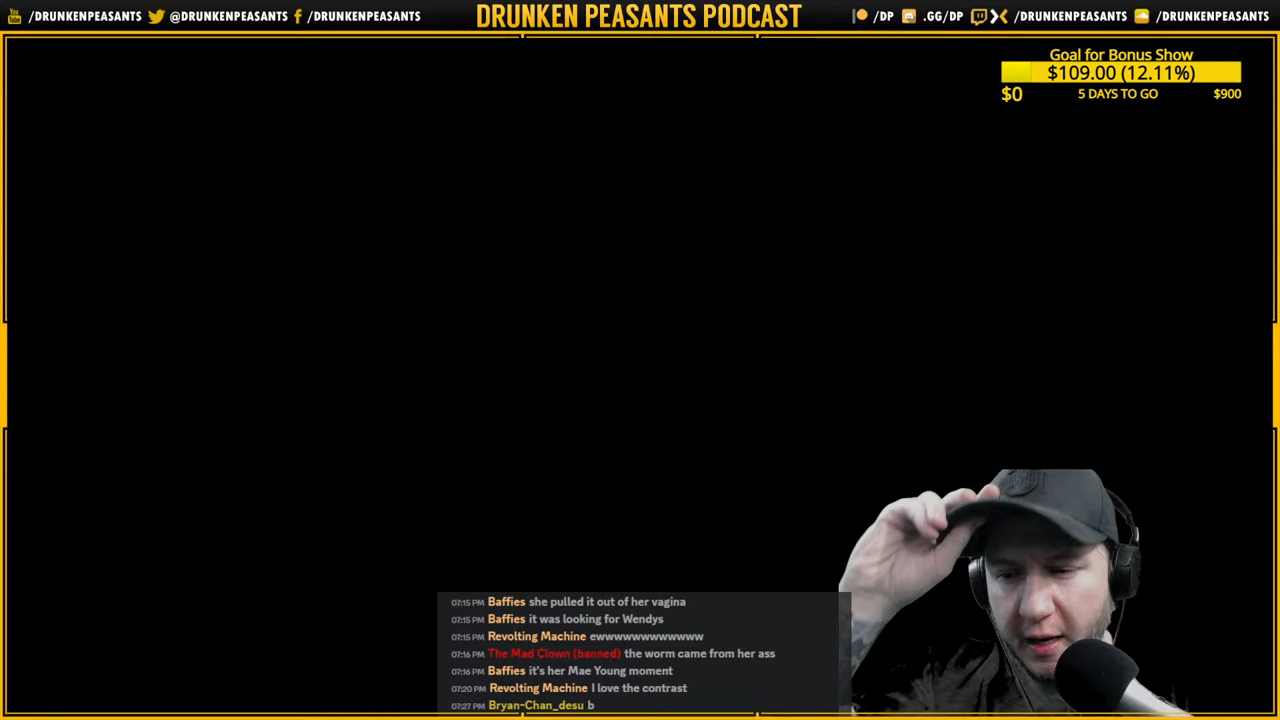 /DRUNKENPEASANTS @DRUNKENPEASANTS /DRUNKENPEASANTS DRUNKEN PEASANTS PODCAST /DP .GG/DP /DRUNKENPEASANTS /DRUNKENPEASANTS
Goal for Bonus Show
$109.00 (12.11%)
$0 5 DAYS TO GO $900
07:15 PM Baffies she pulled it out of her vagina
07:15 PM Baffies it was looking for Wendys
07:15 PM Revolting Machine ewwwwwwwwwwww
07:16 PM The Mad Clown (banned) the worm came from her ass
07:16 PM Baffies it's her Mae Young moment
07:20 PM Revolting Machine I love the contrast
07:27 PM Bryan-Chan_desu b